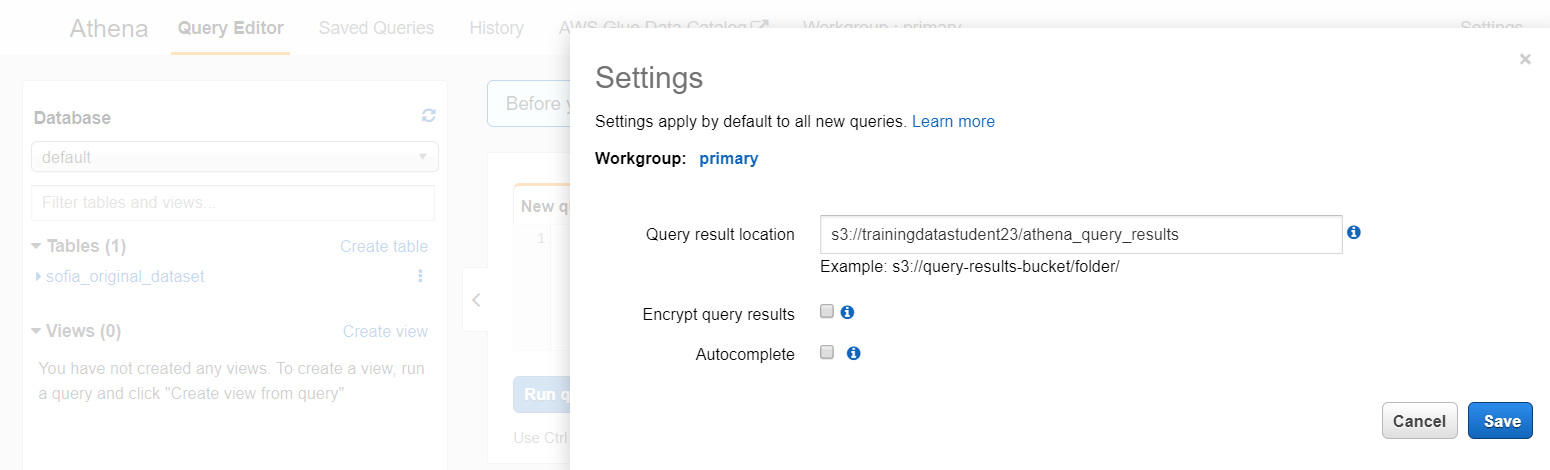 Athena Query Editor Saved Queries History AWS Glue Data Catalog Workgroup : primary Settings
Database
default
Filter tables and views...
Tables (1) Create table
sofia_original_dataset
Views (0) Create view
You have not created any views. To create a view, run
a query and click "Create view from query"
Before
New
1
Run
Use Ctrl
Settings
Settings apply by default to all new queries. Learn more
Workgroup: primary
Query result location s3://trainingdatastudent23/athena_query_results
Example: s3://query-results-bucket/folder/
Encrypt query results
Autocomplete
Cancel Save